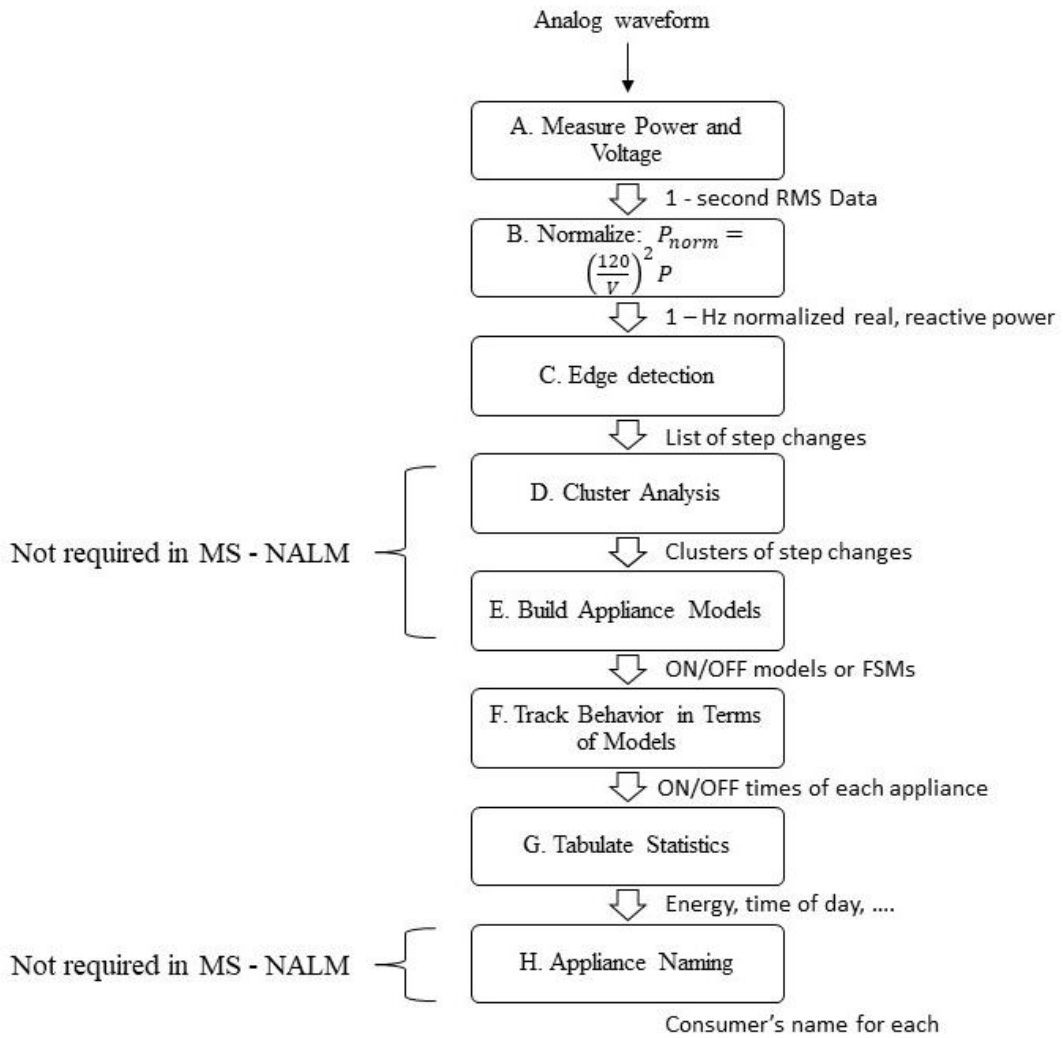 Analog waveform
A. Measure Power and
Voltage
1 - second RMS Data
B. Normalize: P_norm =
(120/V)^2 P
1 – Hz normalized real, reactive power
C. Edge detection
List of step changes
D. Cluster Analysis
Not required in MS - NALM
Clusters of step changes
E. Build Appliance Models
ON/OFF models or FSMs
F. Track Behavior in Terms
of Models
ON/OFF times of each appliance
G. Tabulate Statistics
Energy, time of day, ....
Not required in MS - NALM
H. Appliance Naming
Consumer’s name for each